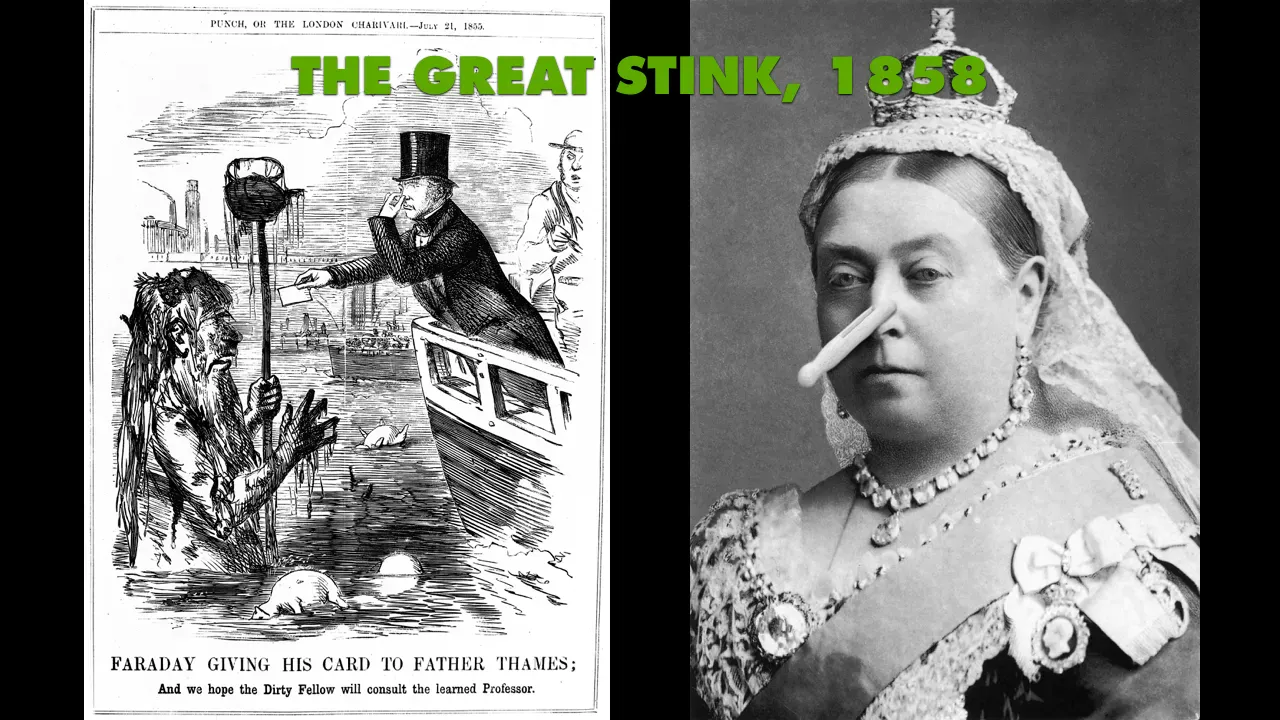 PUNCH, OR THE LONDON CHARIVARI.—JULY 21, 1855.
THE GREAT STINK, 1858
FARADAY GIVING HIS CARD TO FATHER THAMES;
And we hope the Dirty Fellow will consult the learned Professor.